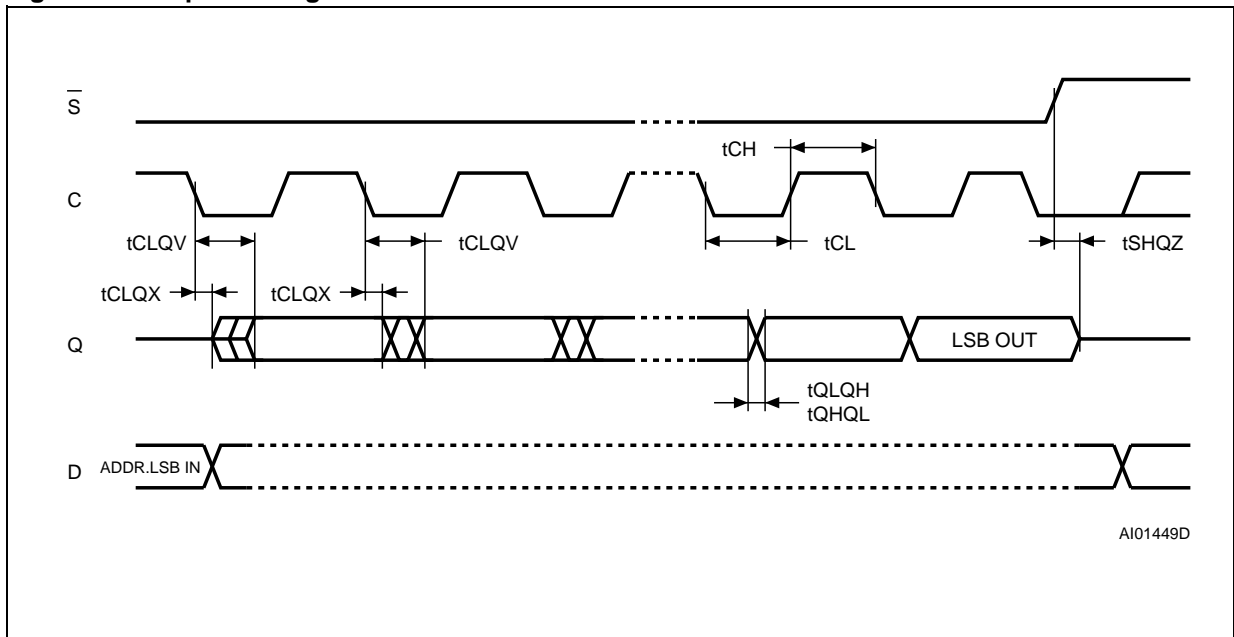 S
tCH
C
tCLQV
tCLQV
tCL
tSHQZ
tCLQX
tCLQX
Q
LSB OUT
tQLQH
tQHQL
D
ADDR.LSB IN
AI01449D